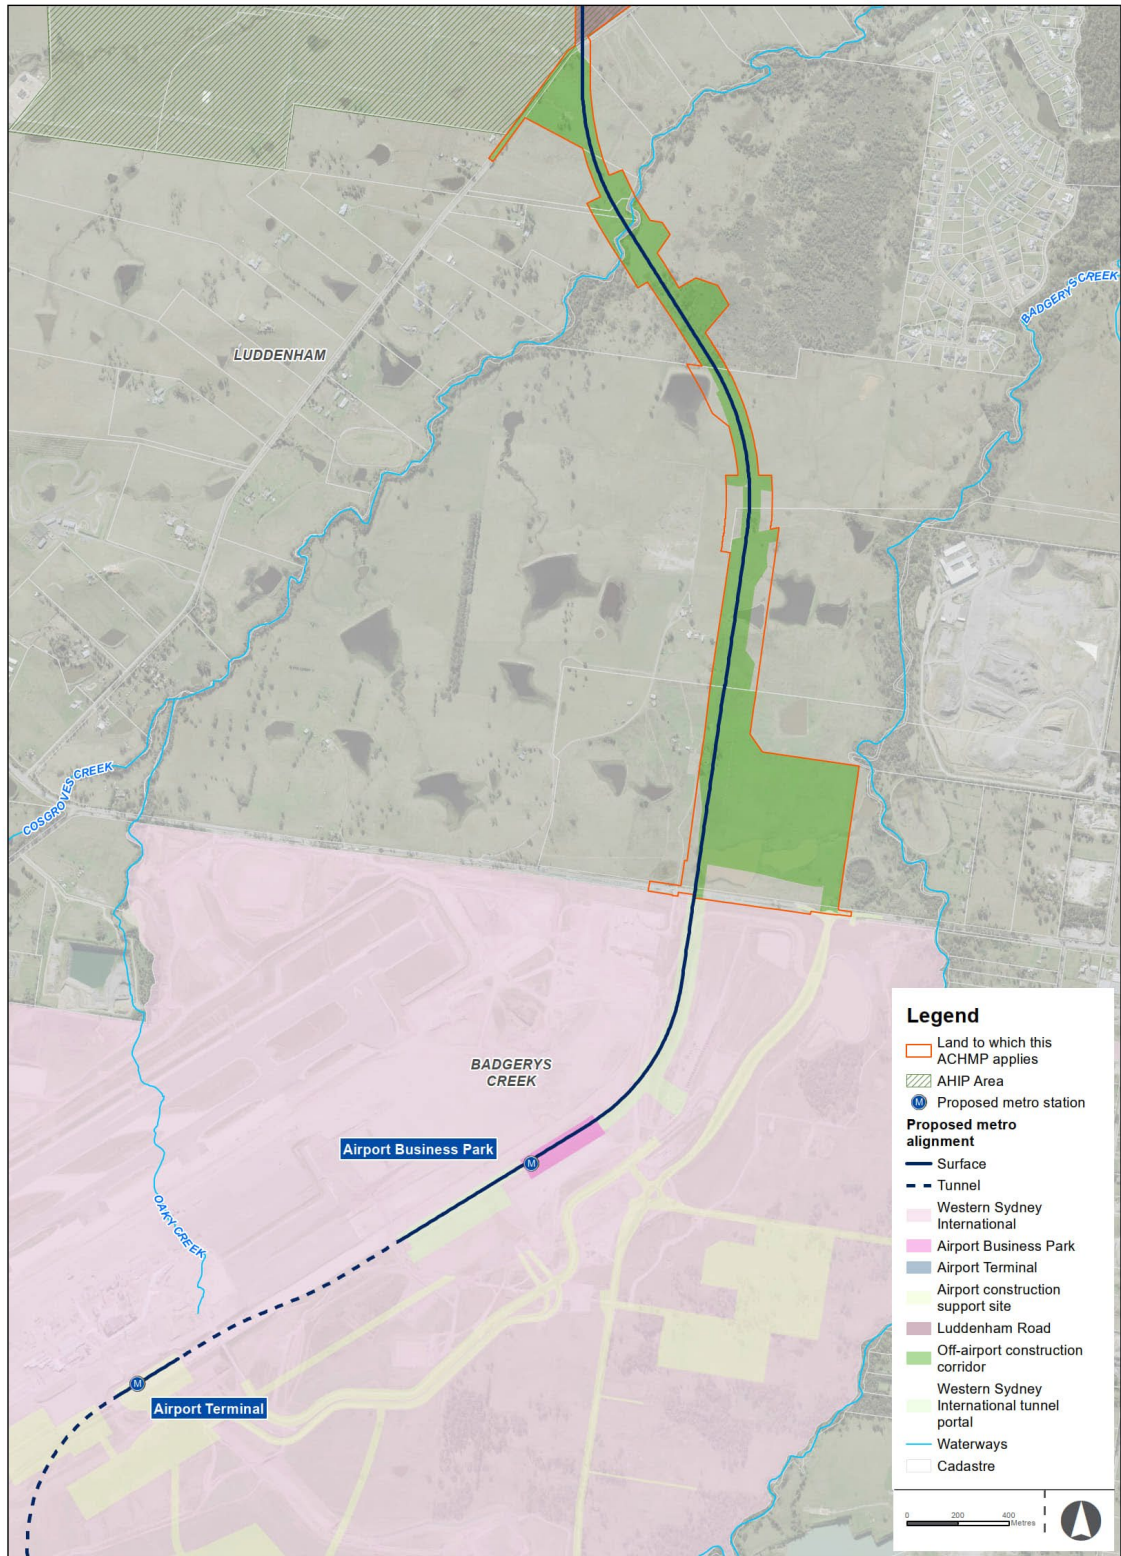 LUDDENHAM
BADGERYS CREEK
COSGROVES CREEK
BADGERYS
CREEK
Airport Business Park
M
OAKY CREEK
M
Airport Terminal
Legend
Land to which this
ACHMP applies
AHIP Area
M
Proposed metro station
Proposed metro
alignment
Surface
Tunnel
Western Sydney
International
Airport Business Park
Airport Terminal
Airport construction
support site
Luddenham Road
Off-airport construction
corridor
Western Sydney
International tunnel
portal
Waterways
Cadastre
0 200 400
Metres